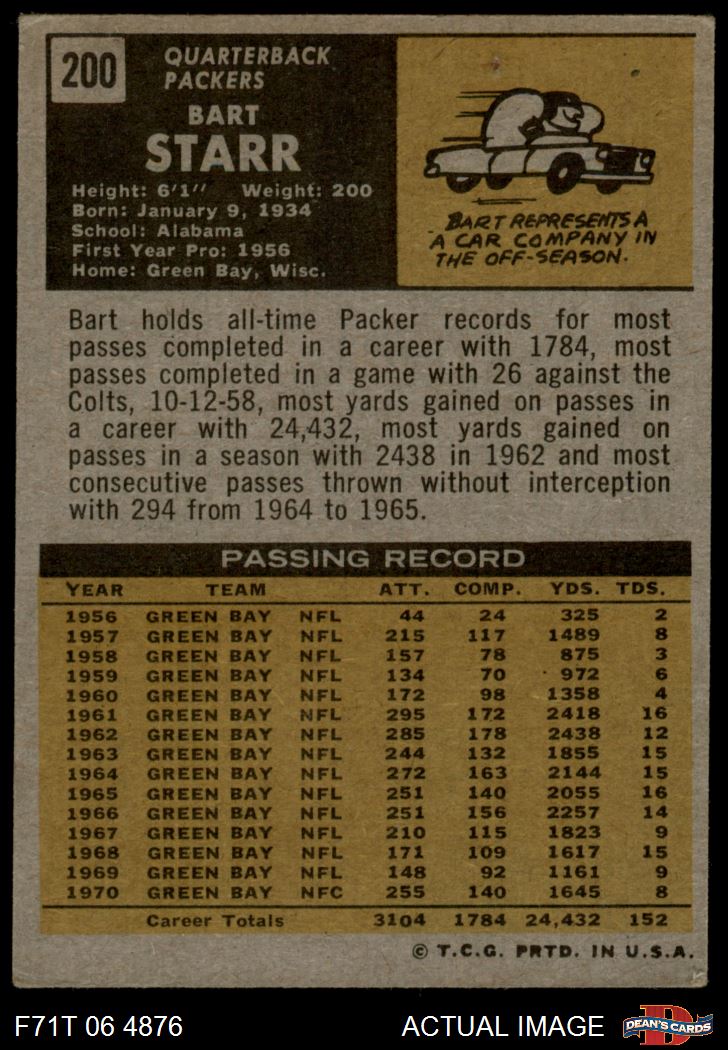 200
QUARTERBACK
PACKERS
BART
STARR
Height: 6'1" Weight: 200
Born: January 9, 1934
School: Alabama
First Year Pro: 1956
Home: Green Bay, Wisc.
BART REPRESENTS A
A CAR COMPANY IN
THE OFF-SEASON.
Bart holds all-time Packer records for most
passes completed in a career with 1784, most
passes completed in a game with 26 against the
Colts, 10-12-58, most yards gained on passes in
a career with 24,432, most yards gained on
passes in a season with 2438 in 1962 and most
consecutive passes thrown without interception
with 294 from 1964 to 1965.
PASSING RECORD
YEAR TEAM ATT. COMP. YDS. TDS.
1956 GREEN BAY NFL 44 24 325 2
1957 GREEN BAY NFL 215 117 1489 8
1958 GREEN BAY NFL 157 78 875 3
1959 GREEN BAY NFL 134 70 972 6
1960 GREEN BAY NFL 172 98 1358 4
1961 GREEN BAY NFL 295 172 2418 16
1962 GREEN BAY NFL 285 178 2438 12
1963 GREEN BAY NFL 244 132 1855 15
1964 GREEN BAY NFL 272 163 2144 15
1965 GREEN BAY NFL 251 140 2055 16
1966 GREEN BAY NFL 251 156 2257 14
1967 GREEN BAY NFL 210 115 1823 9
1968 GREEN BAY NFL 171 109 1617 15
1969 GREEN BAY NFL 148 92 1161 9
1970 GREEN BAY NFC 255 140 1645 8
Career Totals 3104 1784 24,432 152
© T.C.G. PRTD. IN U.S.A.
F71T 06 4876 ACTUAL IMAGE D DEAN'S CARDS